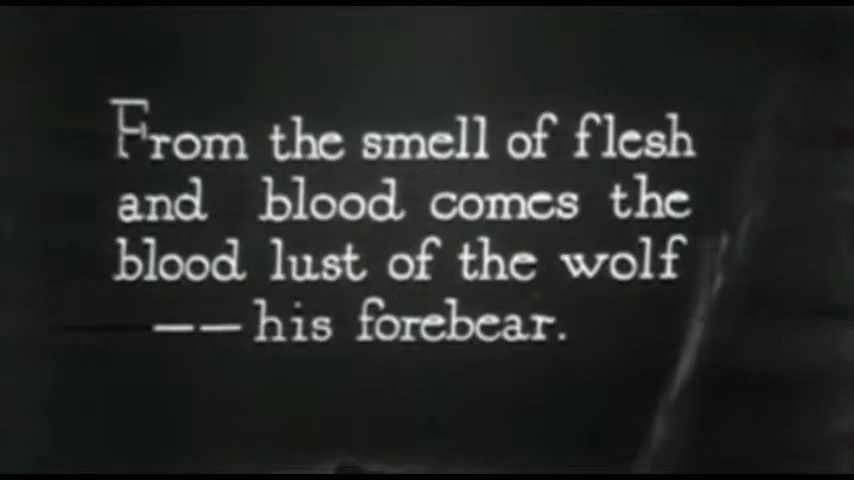 From the smell of flesh
and blood comes the
blood lust of the wolf
-- his forebear.